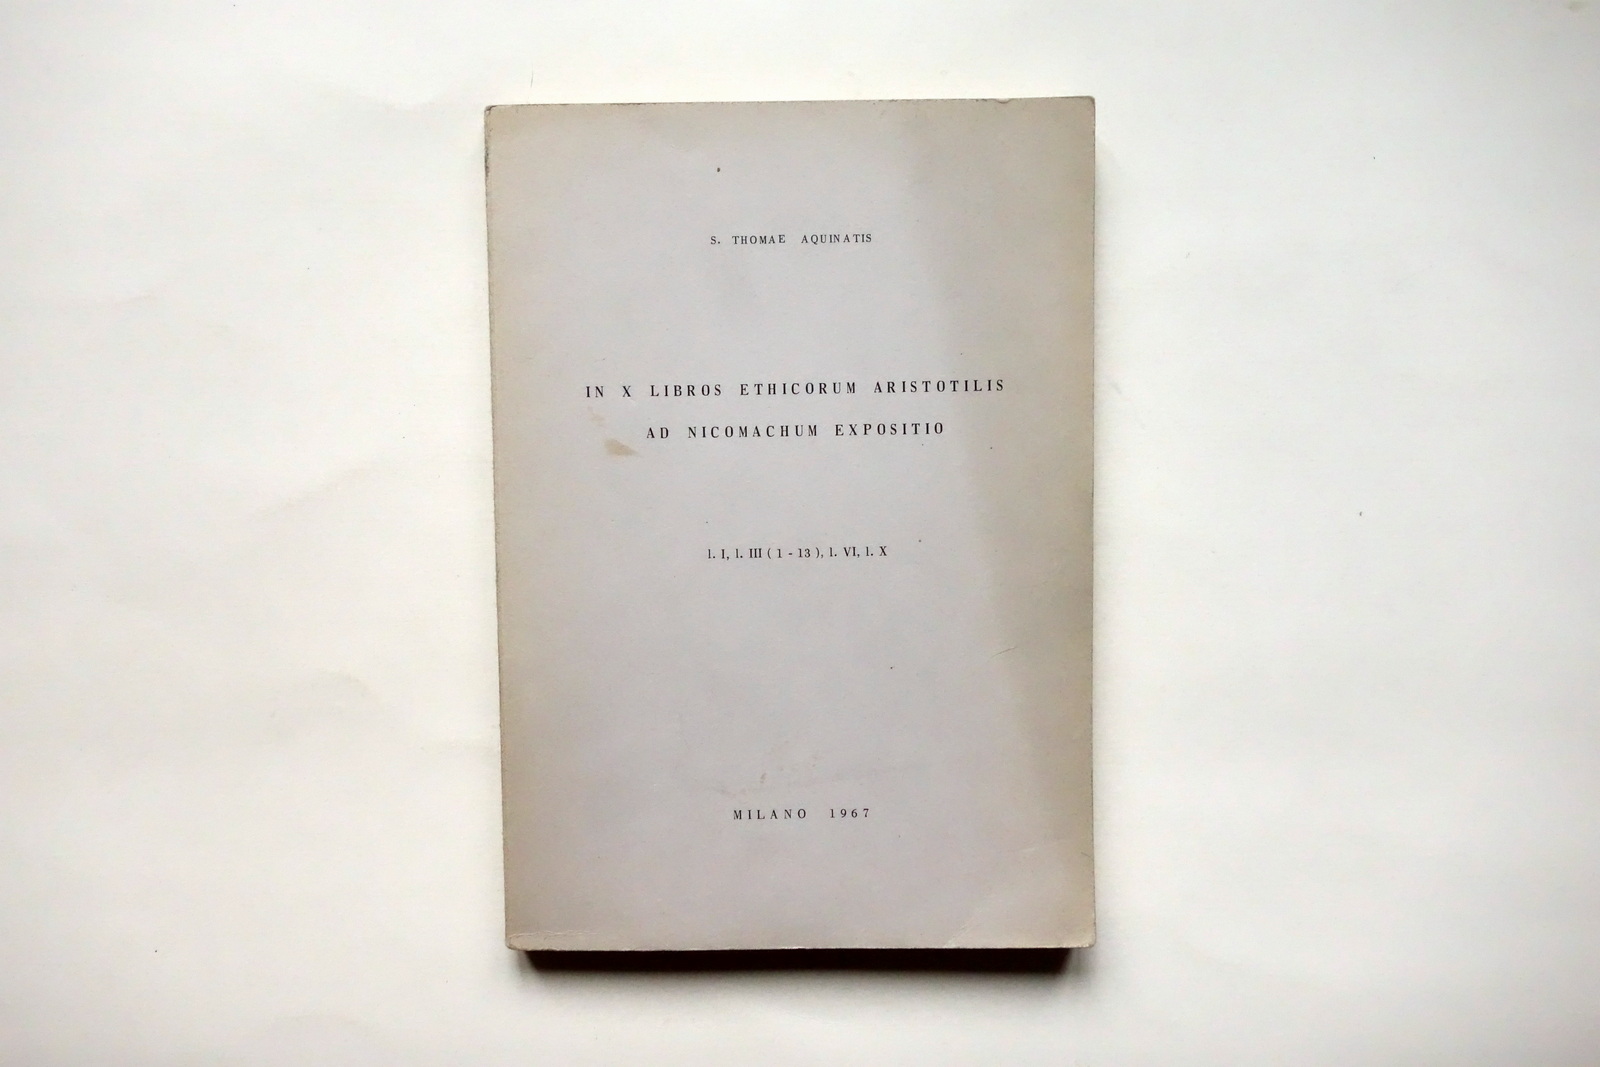 S. THOMAE AQUINATIS
IN X LIBROS ETHICORUM ARISTOTILIS
AD NICOMACHUM EXPOSITIO
l. I, l. III ( 1 - 13 ), l. VI, l. X
MILANO 1967